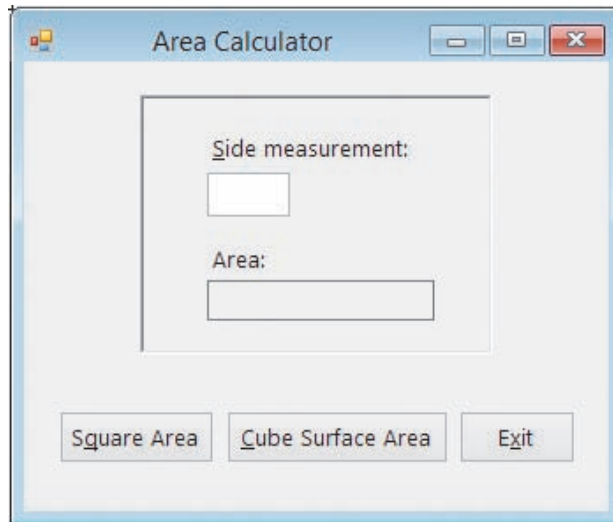 Area Calculator
Side measurement:
Area:
Square Area Cube Surface Area Exit